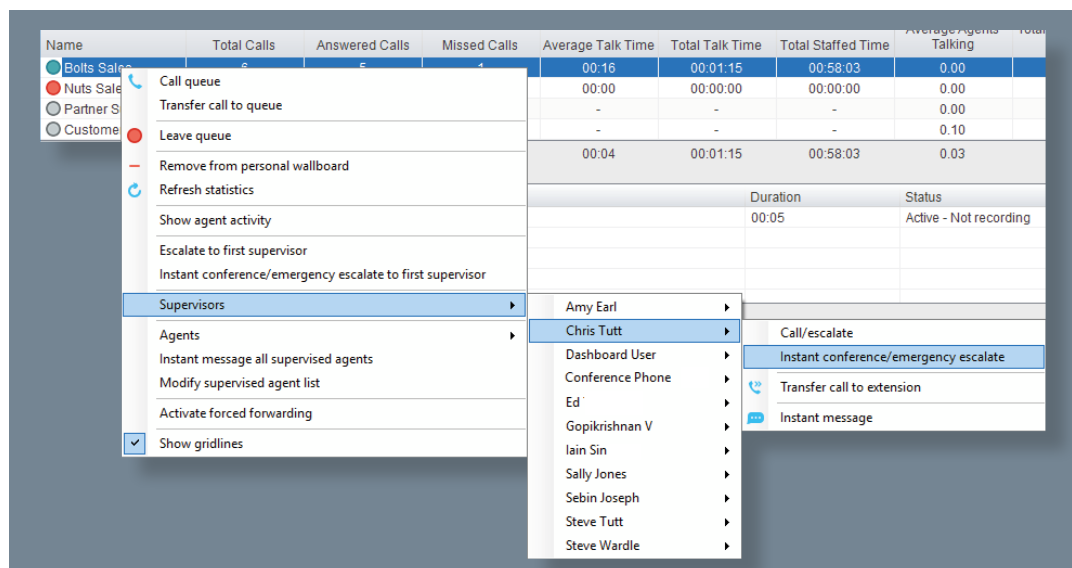 Name Total Calls Answered Calls Missed Calls Average Talk Time Total Talk Time Total Staffed Time Average Agents Talking
Bolts Sales 6 5 1 00:16 00:01:15 00:58:03 0.00
Nuts Sale 00:00 00:00:00 00:00:00 0.00
Partner S - - - 0.00
Custome - - - 0.10
00:04 00:01:15 00:58:03 0.03
Duration Status
00:05 Active - Not recording
Call queue
Transfer call to queue
Leave queue
Remove from personal wallboard
Refresh statistics
Show agent activity
Escalate to first supervisor
Instant conference/emergency escalate to first supervisor
Supervisors
Agents
Instant message all supervised agents
Modify supervised agent list
Activate forced forwarding
Show gridlines
Amy Earl
Chris Tutt
Dashboard User
Conference Phone
Ed
Gopikrishnan V
Iain Sin
Sally Jones
Sebin Joseph
Steve Tutt
Steve Wardle
Call/escalate
Instant conference/emergency escalate
Transfer call to extension
Instant message